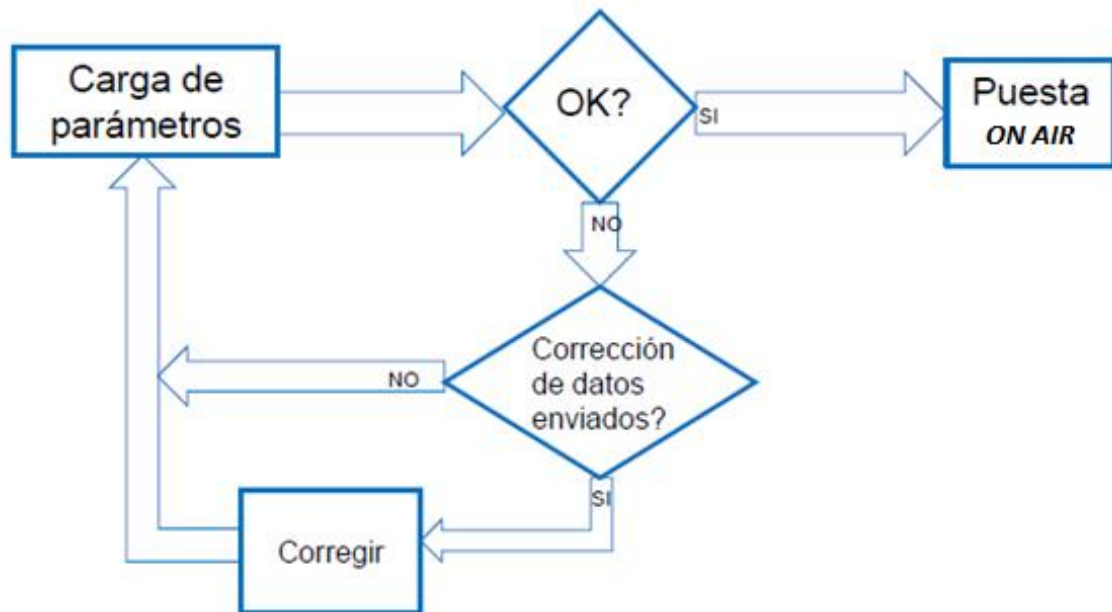 Carga de
parámetros
OK?
SI
Puesta
ON AIR
NO
Corrección
de datos
enviados?
NO
SI
Corregir